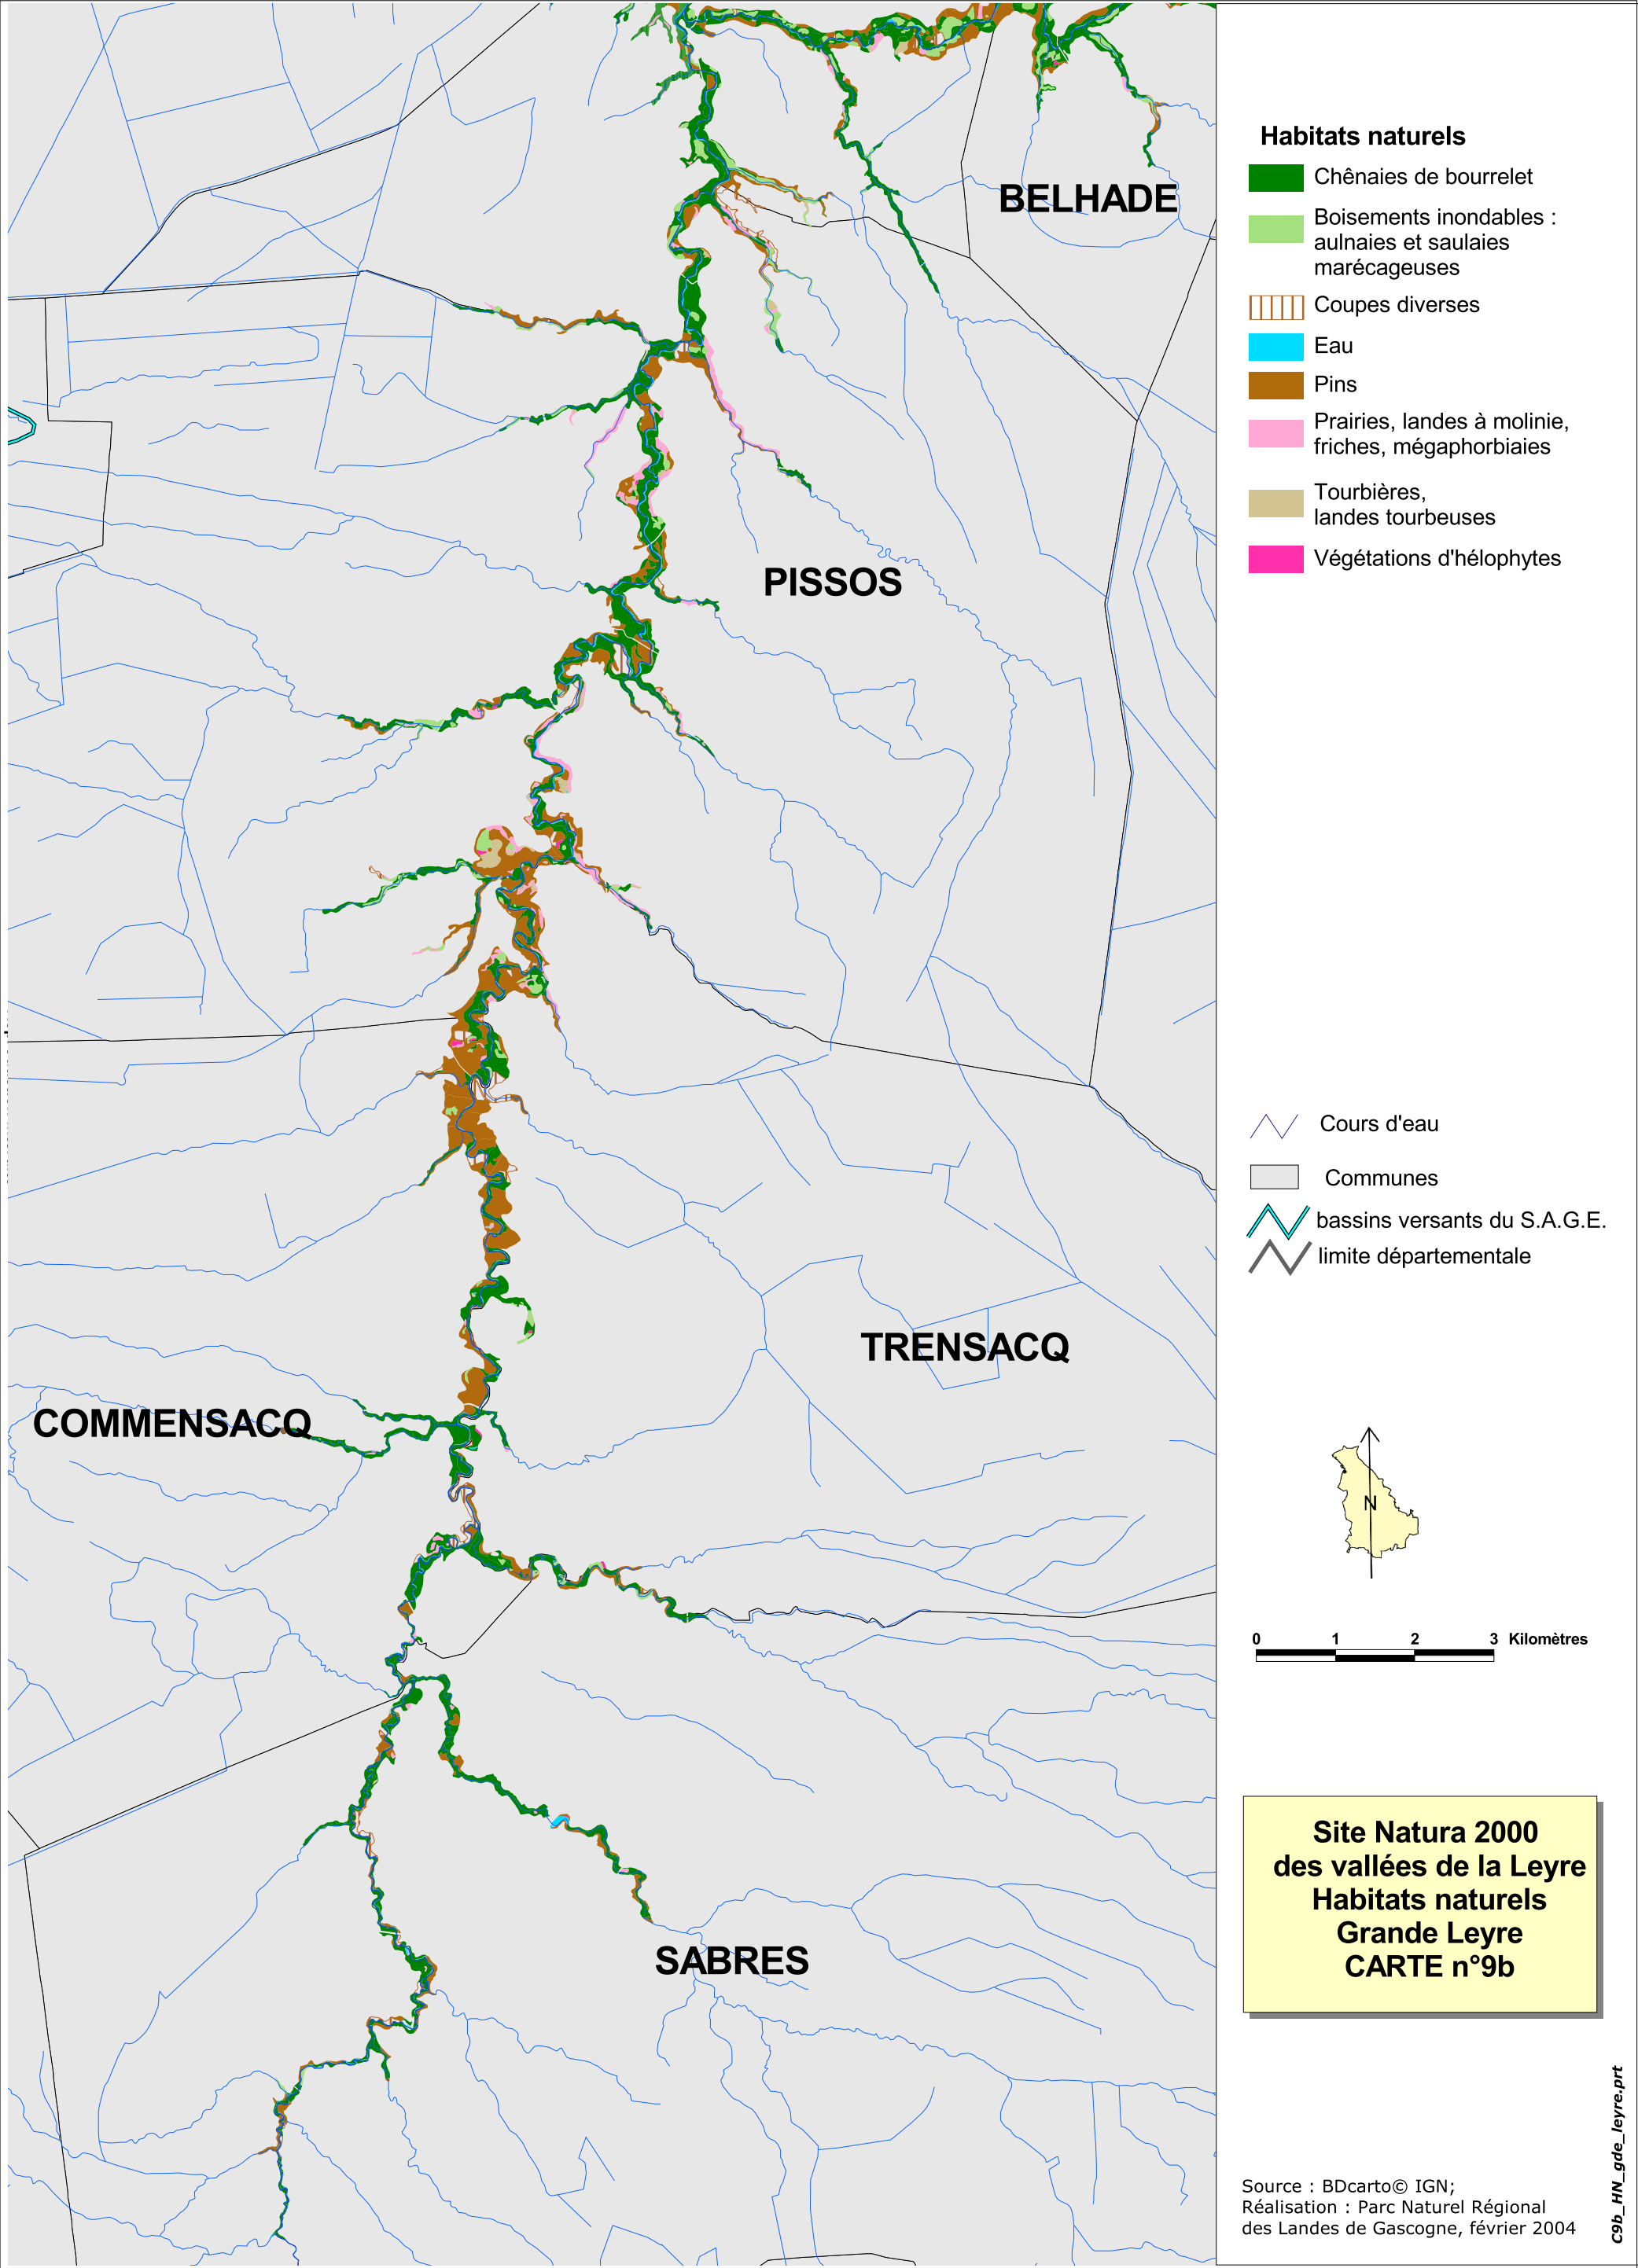 BELHADE
PISSOS
TRENSACQ
COMMENSACQ
SABRES
Habitats naturels
Chênaies de bourrelet
Boisements inondables :
aulnaies et saulaies
marécageuses
Coupes diverses
Eau
Pins
Prairies, landes à molinie,
friches, mégaphorbiaies
Tourbières,
landes tourbeuses
Végétations d'hélophytes
Cours d'eau
Communes
bassins versants du S.A.G.E.
limite départementale
N
0 1 2 3 Kilomètres
Site Natura 2000
des vallées de la Leyre
Habitats naturels
Grande Leyre
CARTE n°9b
C9b_HN_gde_leyre.prt
Source : BDcarto© IGN;
Réalisation : Parc Naturel Régional
des Landes de Gascogne, février 2004